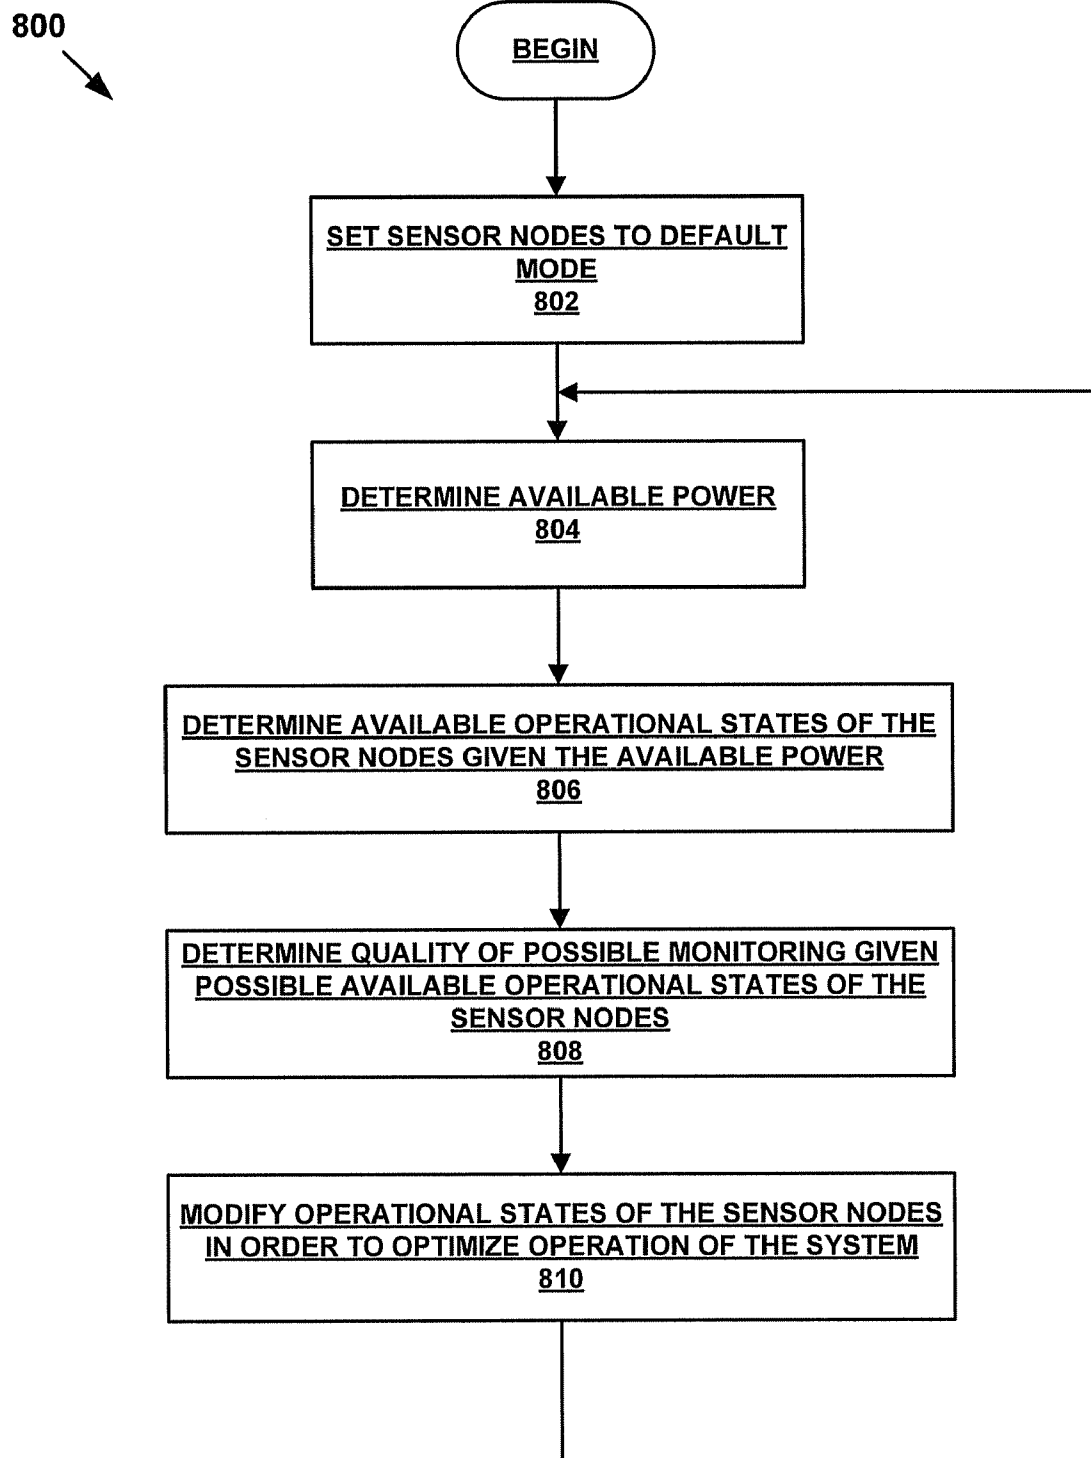 800
BEGIN
SET SENSOR NODES TO DEFAULT
MODE
802
DETERMINE AVAILABLE POWER
804
DETERMINE AVAILABLE OPERATIONAL STATES OF THE
SENSOR NODES GIVEN THE AVAILABLE POWER
806
DETERMINE QUALITY OF POSSIBLE MONITORING GIVEN
POSSIBLE AVAILABLE OPERATIONAL STATES OF THE
SENSOR NODES
808
MODIFY OPERATIONAL STATES OF THE SENSOR NODES
IN ORDER TO OPTIMIZE OPERATION OF THE SYSTEM
810